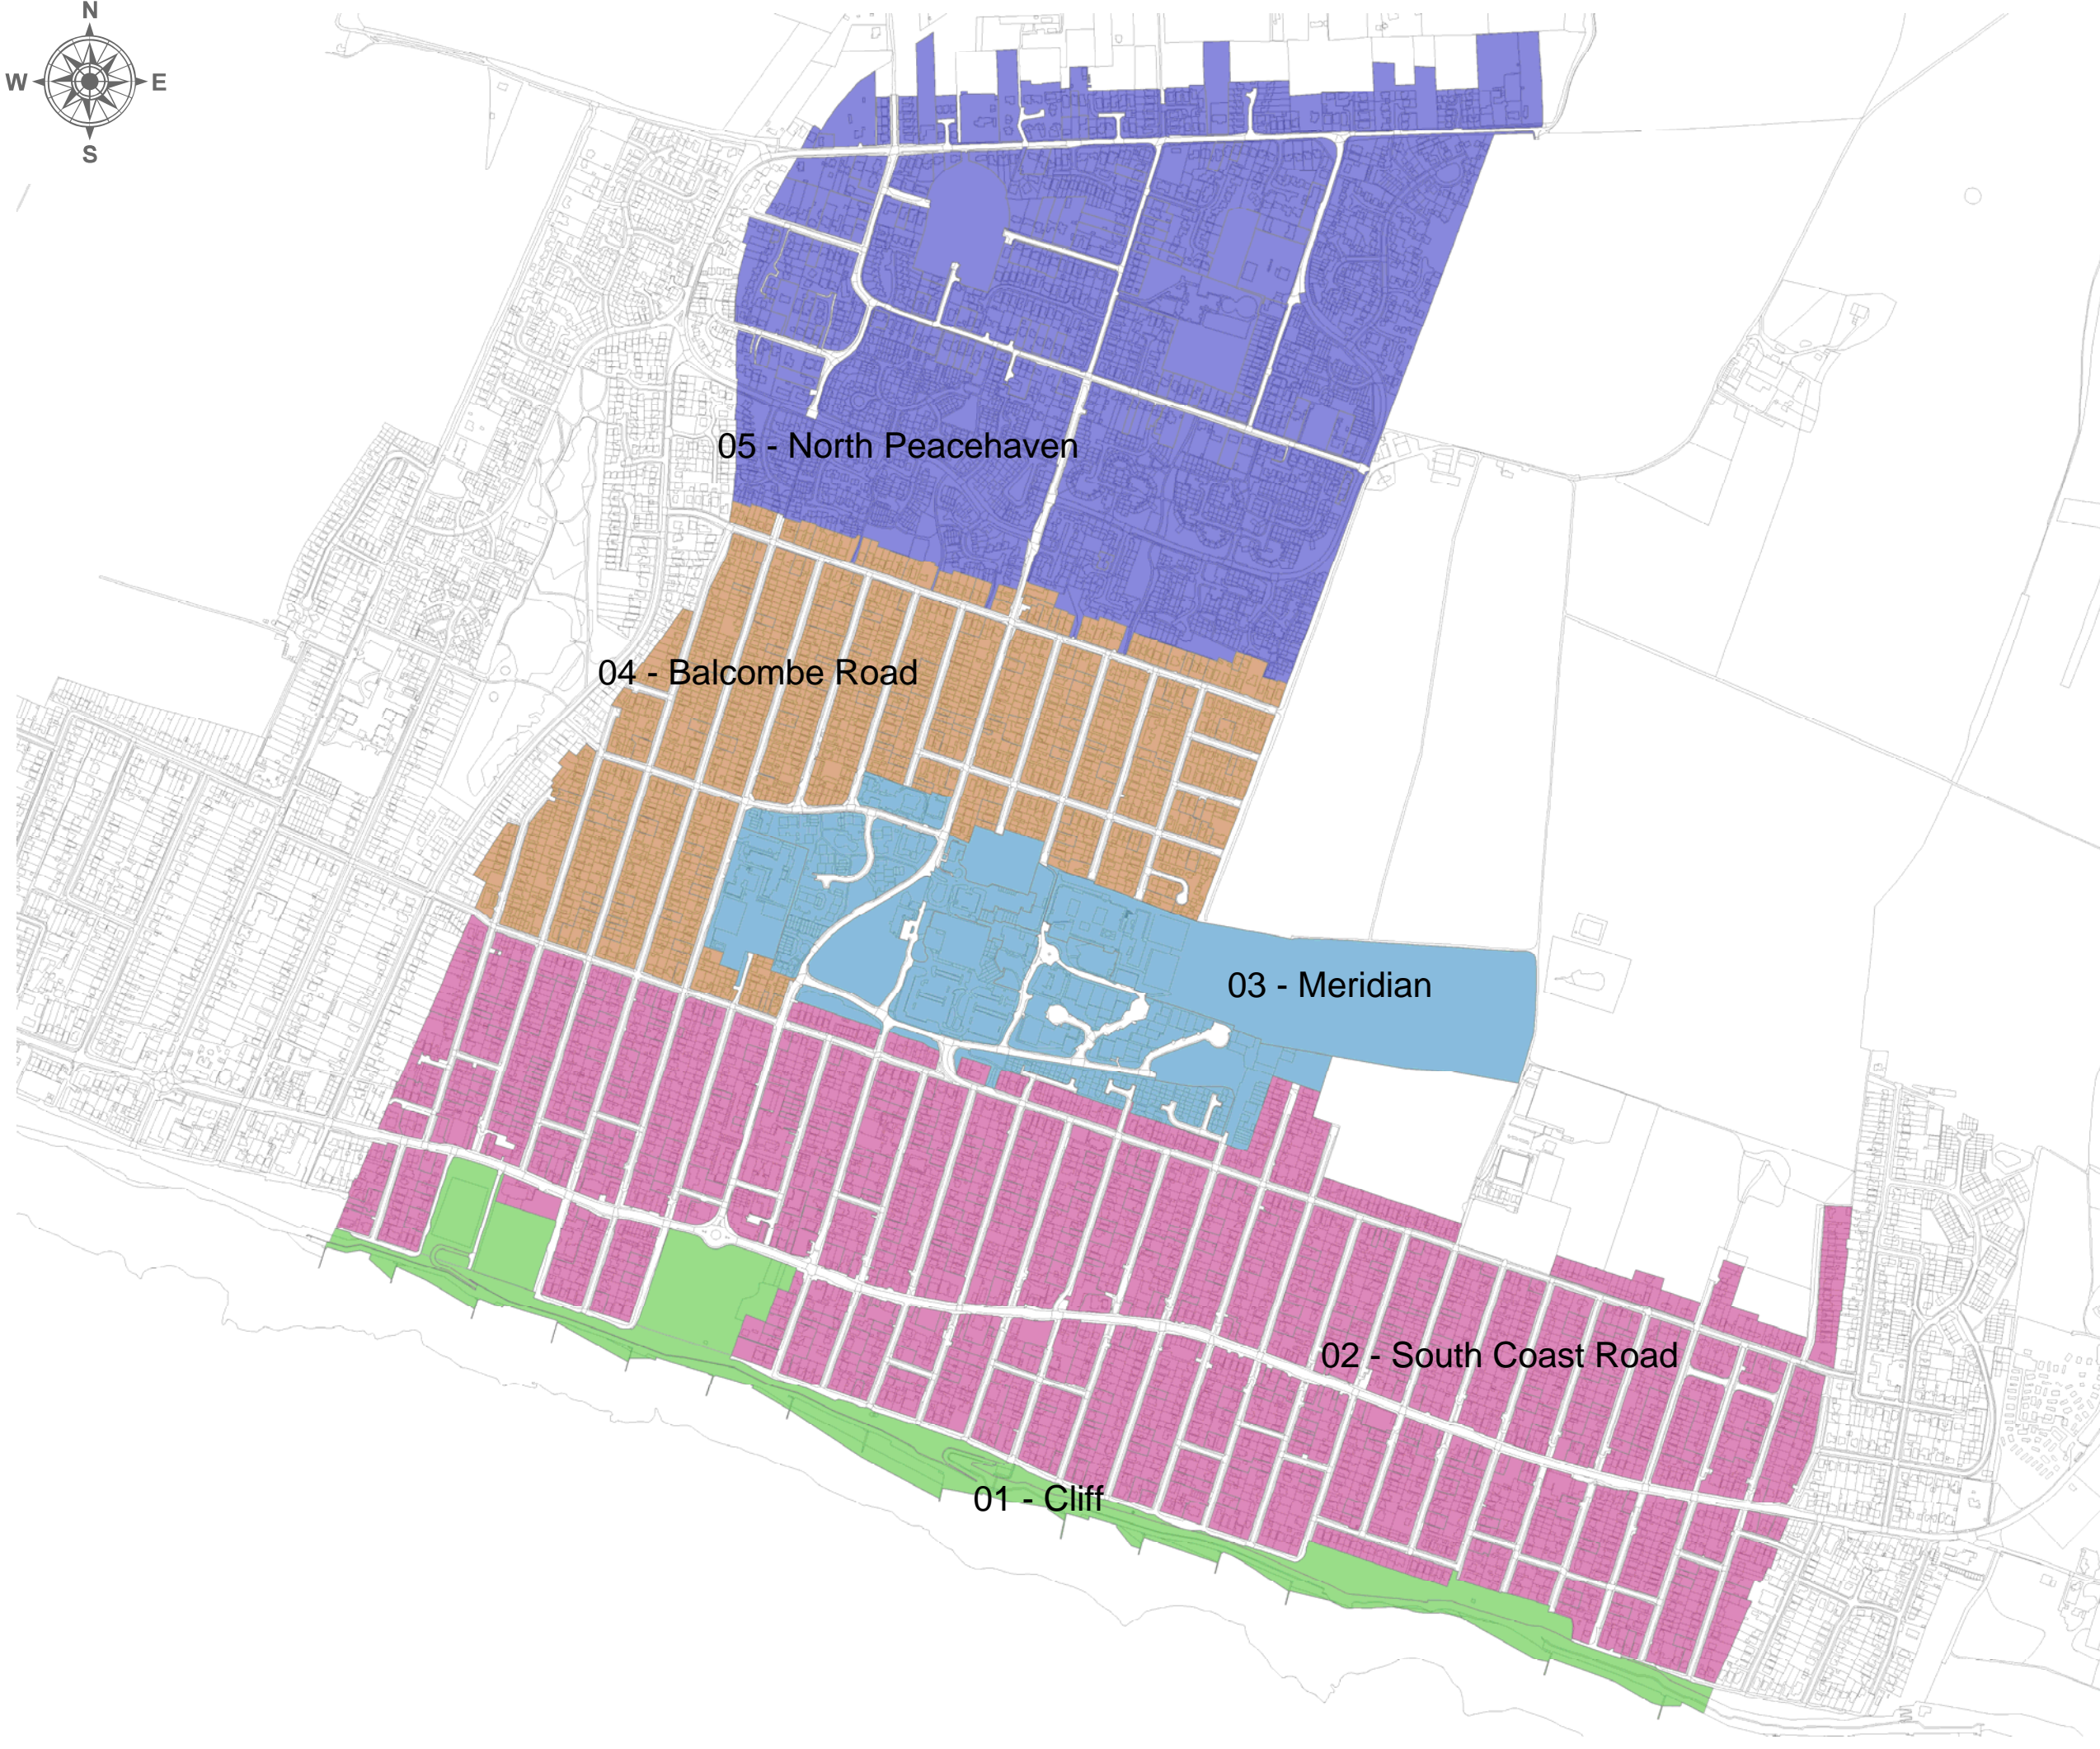 N
W
E
S
05 - North Peacehaven
04 - Balcombe Road
03 - Meridian
02 - South Coast Road
01 - Cliff